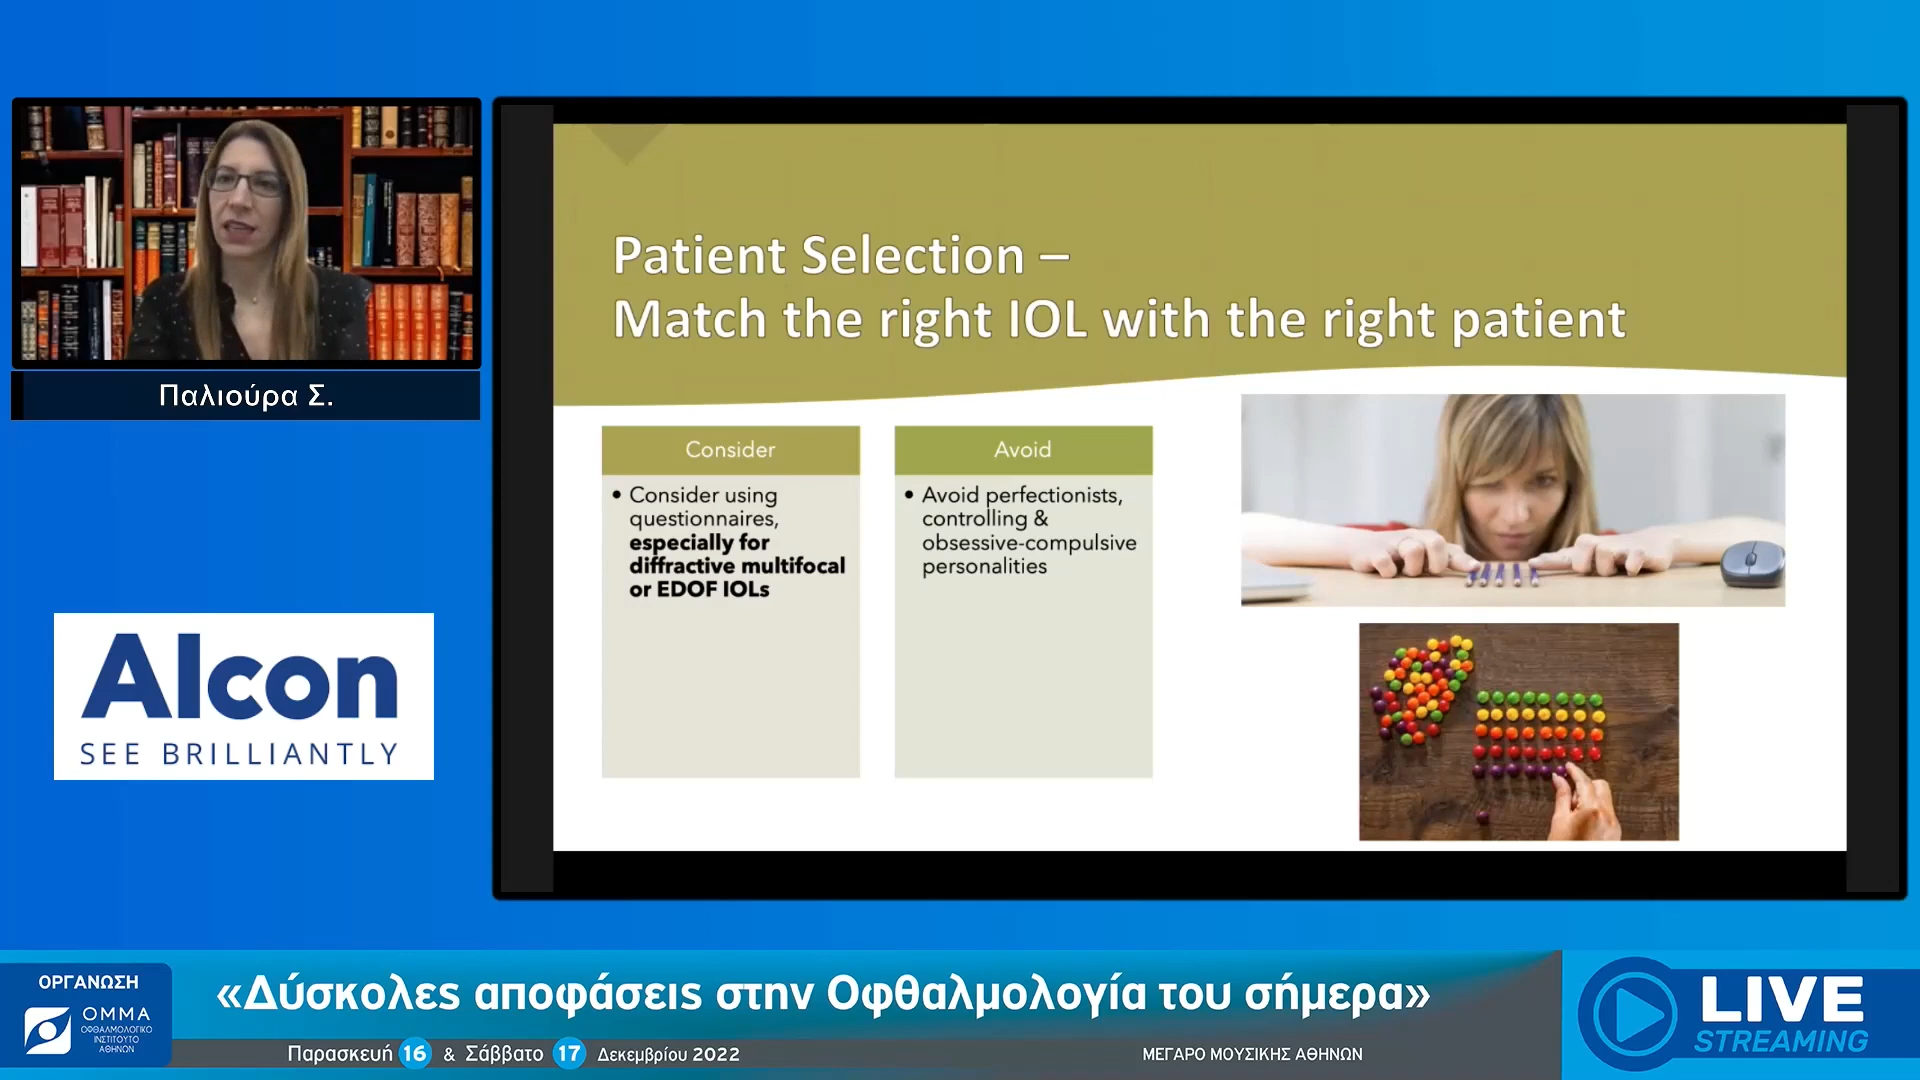 Παλιούρα Σ.
Alcon
SEE BRILLIANTLY
Patient Selection –
Match the right IOL with the right patient
Consider
• Consider using
questionnaires,
especially for
diffractive multifocal
or EDOF IOLs
Avoid
• Avoid perfectionists,
controlling &
obsessive-compulsive
personalities
ΟΡΓΑΝΩΣΗ
ΟΜΜΑ
ΟΦΘΑΛΜΟΛΟΓΙΚΟ
ΙΝΣΤΙΤΟΥΤΟ
ΑΘΗΝΩΝ
«Δύσκολες αποφάσεις στην Οφθαλμολογία του σήμερα»
Παρασκευή 16 & Σάββατο 17 Δεκεμβρίου 2022
ΜΕΓΑΡΟ ΜΟΥΣΙΚΗΣ ΑΘΗΝΩΝ
LIVE
STREAMING